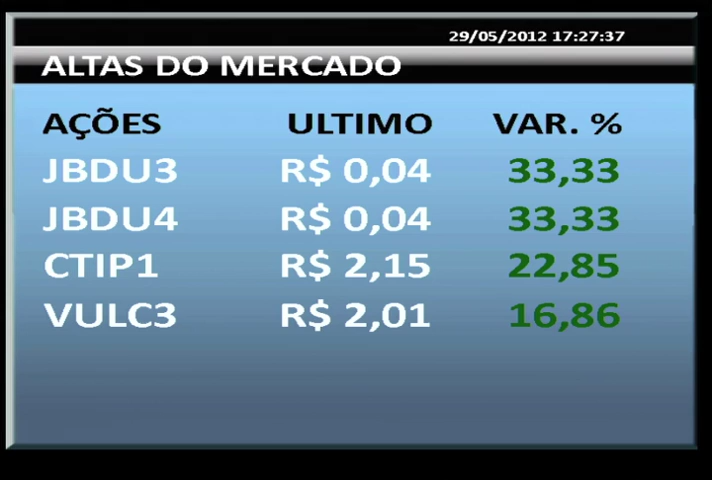 29/05/2012 17:27:37
ALTAS DO MERCADO
AÇÕES ULTIMO VAR. %
JBDU3 R$ 0,04 33,33
JBDU4 R$ 0,04 33,33
CTIP1 R$ 2,15 22,85
VULC3 R$ 2,01 16,86